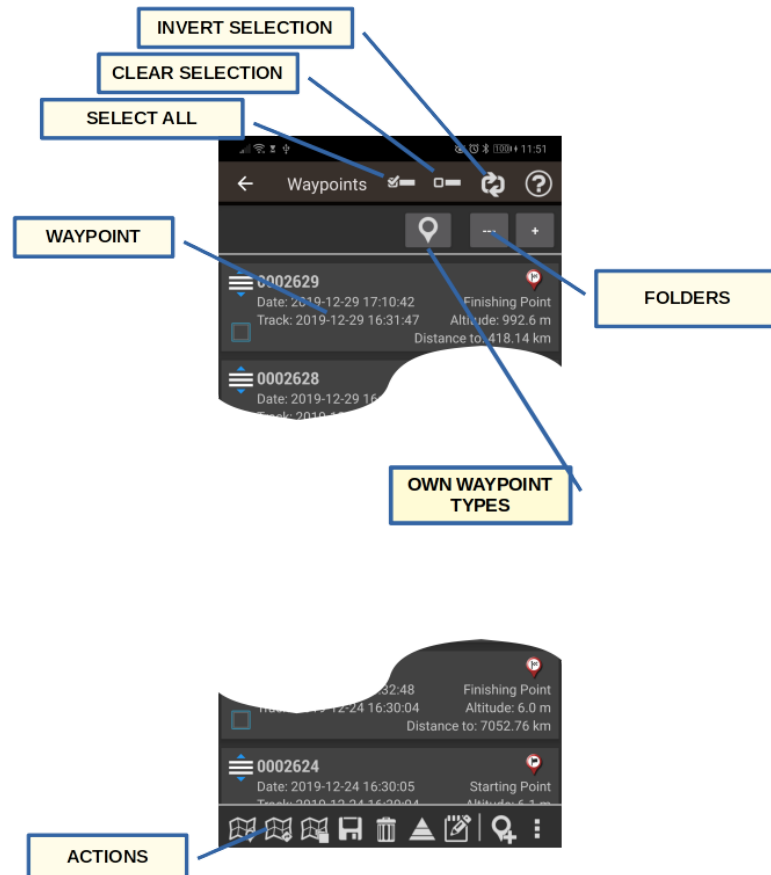 INVERT SELECTION
CLEAR SELECTION
SELECT ALL
100 11:51
Waypoints
?
WAYPOINT
--- +
FOLDERS
0002629
Date: 2019-12-29 17:10:42 Finishing Point
Track: 2019-12-29 16:31:47 Altitude: 992.6 m
Distance to: 418.14 km
0002628
Date: 2019-12-29 16
OWN WAYPOINT
TYPES
32:48 Finishing Point
12-24 16:30:04 Altitude: 6.0 m
Distance to: 7052.76 km
0002624
Date: 2019-12-24 16:30:05 Starting Point
ACTIONS